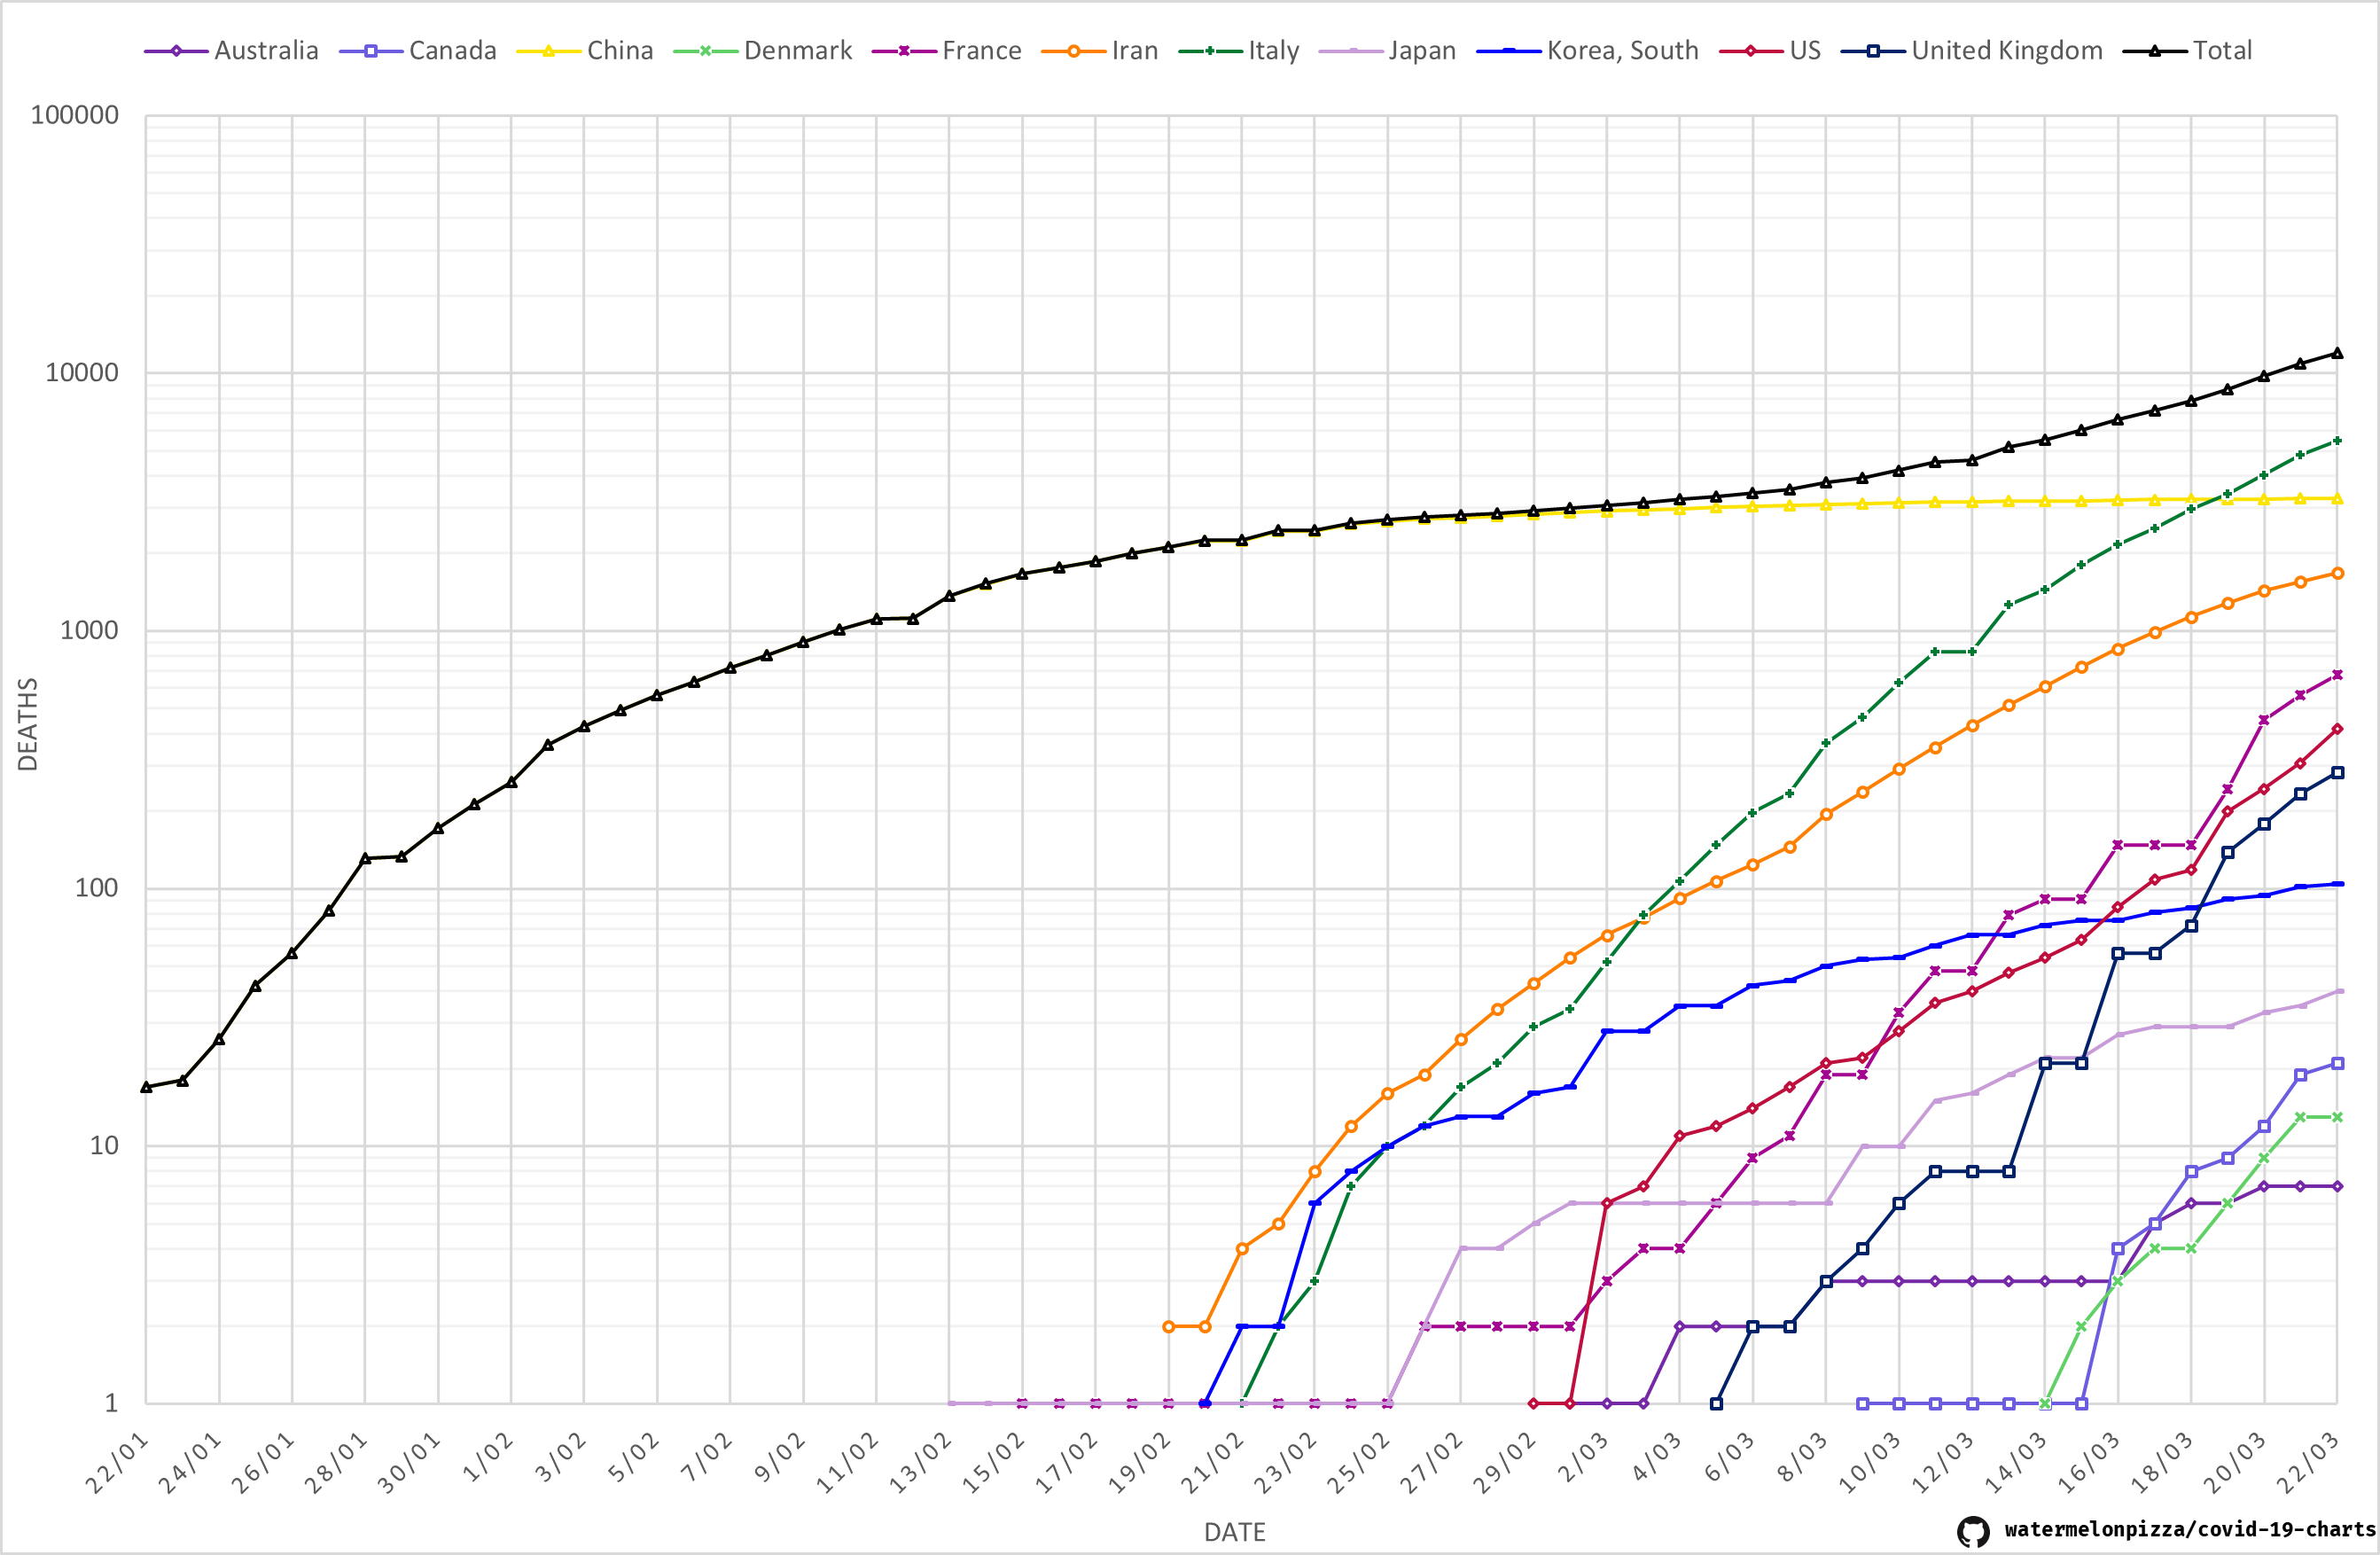 Australia Canada China Denmark France Iran Italy Japan Korea, South US United Kingdom Total
100000
10000
1000
100
10
1
DEATHS
22/01 24/01 26/01 28/01 30/01 1/02 3/02 5/02 7/02 9/02 11/02 13/02 15/02 17/02 19/02 21/02 23/02 25/02 27/02 29/02 2/03 4/03 6/03 8/03 10/03 12/03 14/03 16/03 18/03 20/03 22/03
DATE
watermelonpizza/covid-19-charts